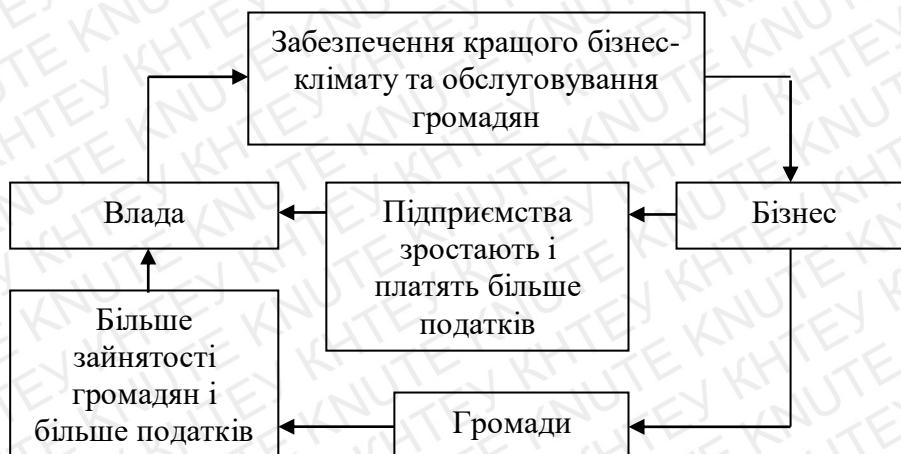 Забезпечення кращого бізнес-
клімату та обслуговування
громадян
Влада
Підприємства
зростають і
платять більше
податків
Бізнес
Більше
зайнятості
громадян і
більше податків
Громади